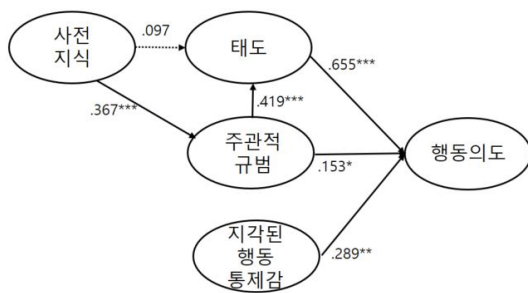 사전
지식
.097
태도
.655***
.367***
.419***
주관적
규범
.153*
행동의도
지각된
행동
통제감
.289**